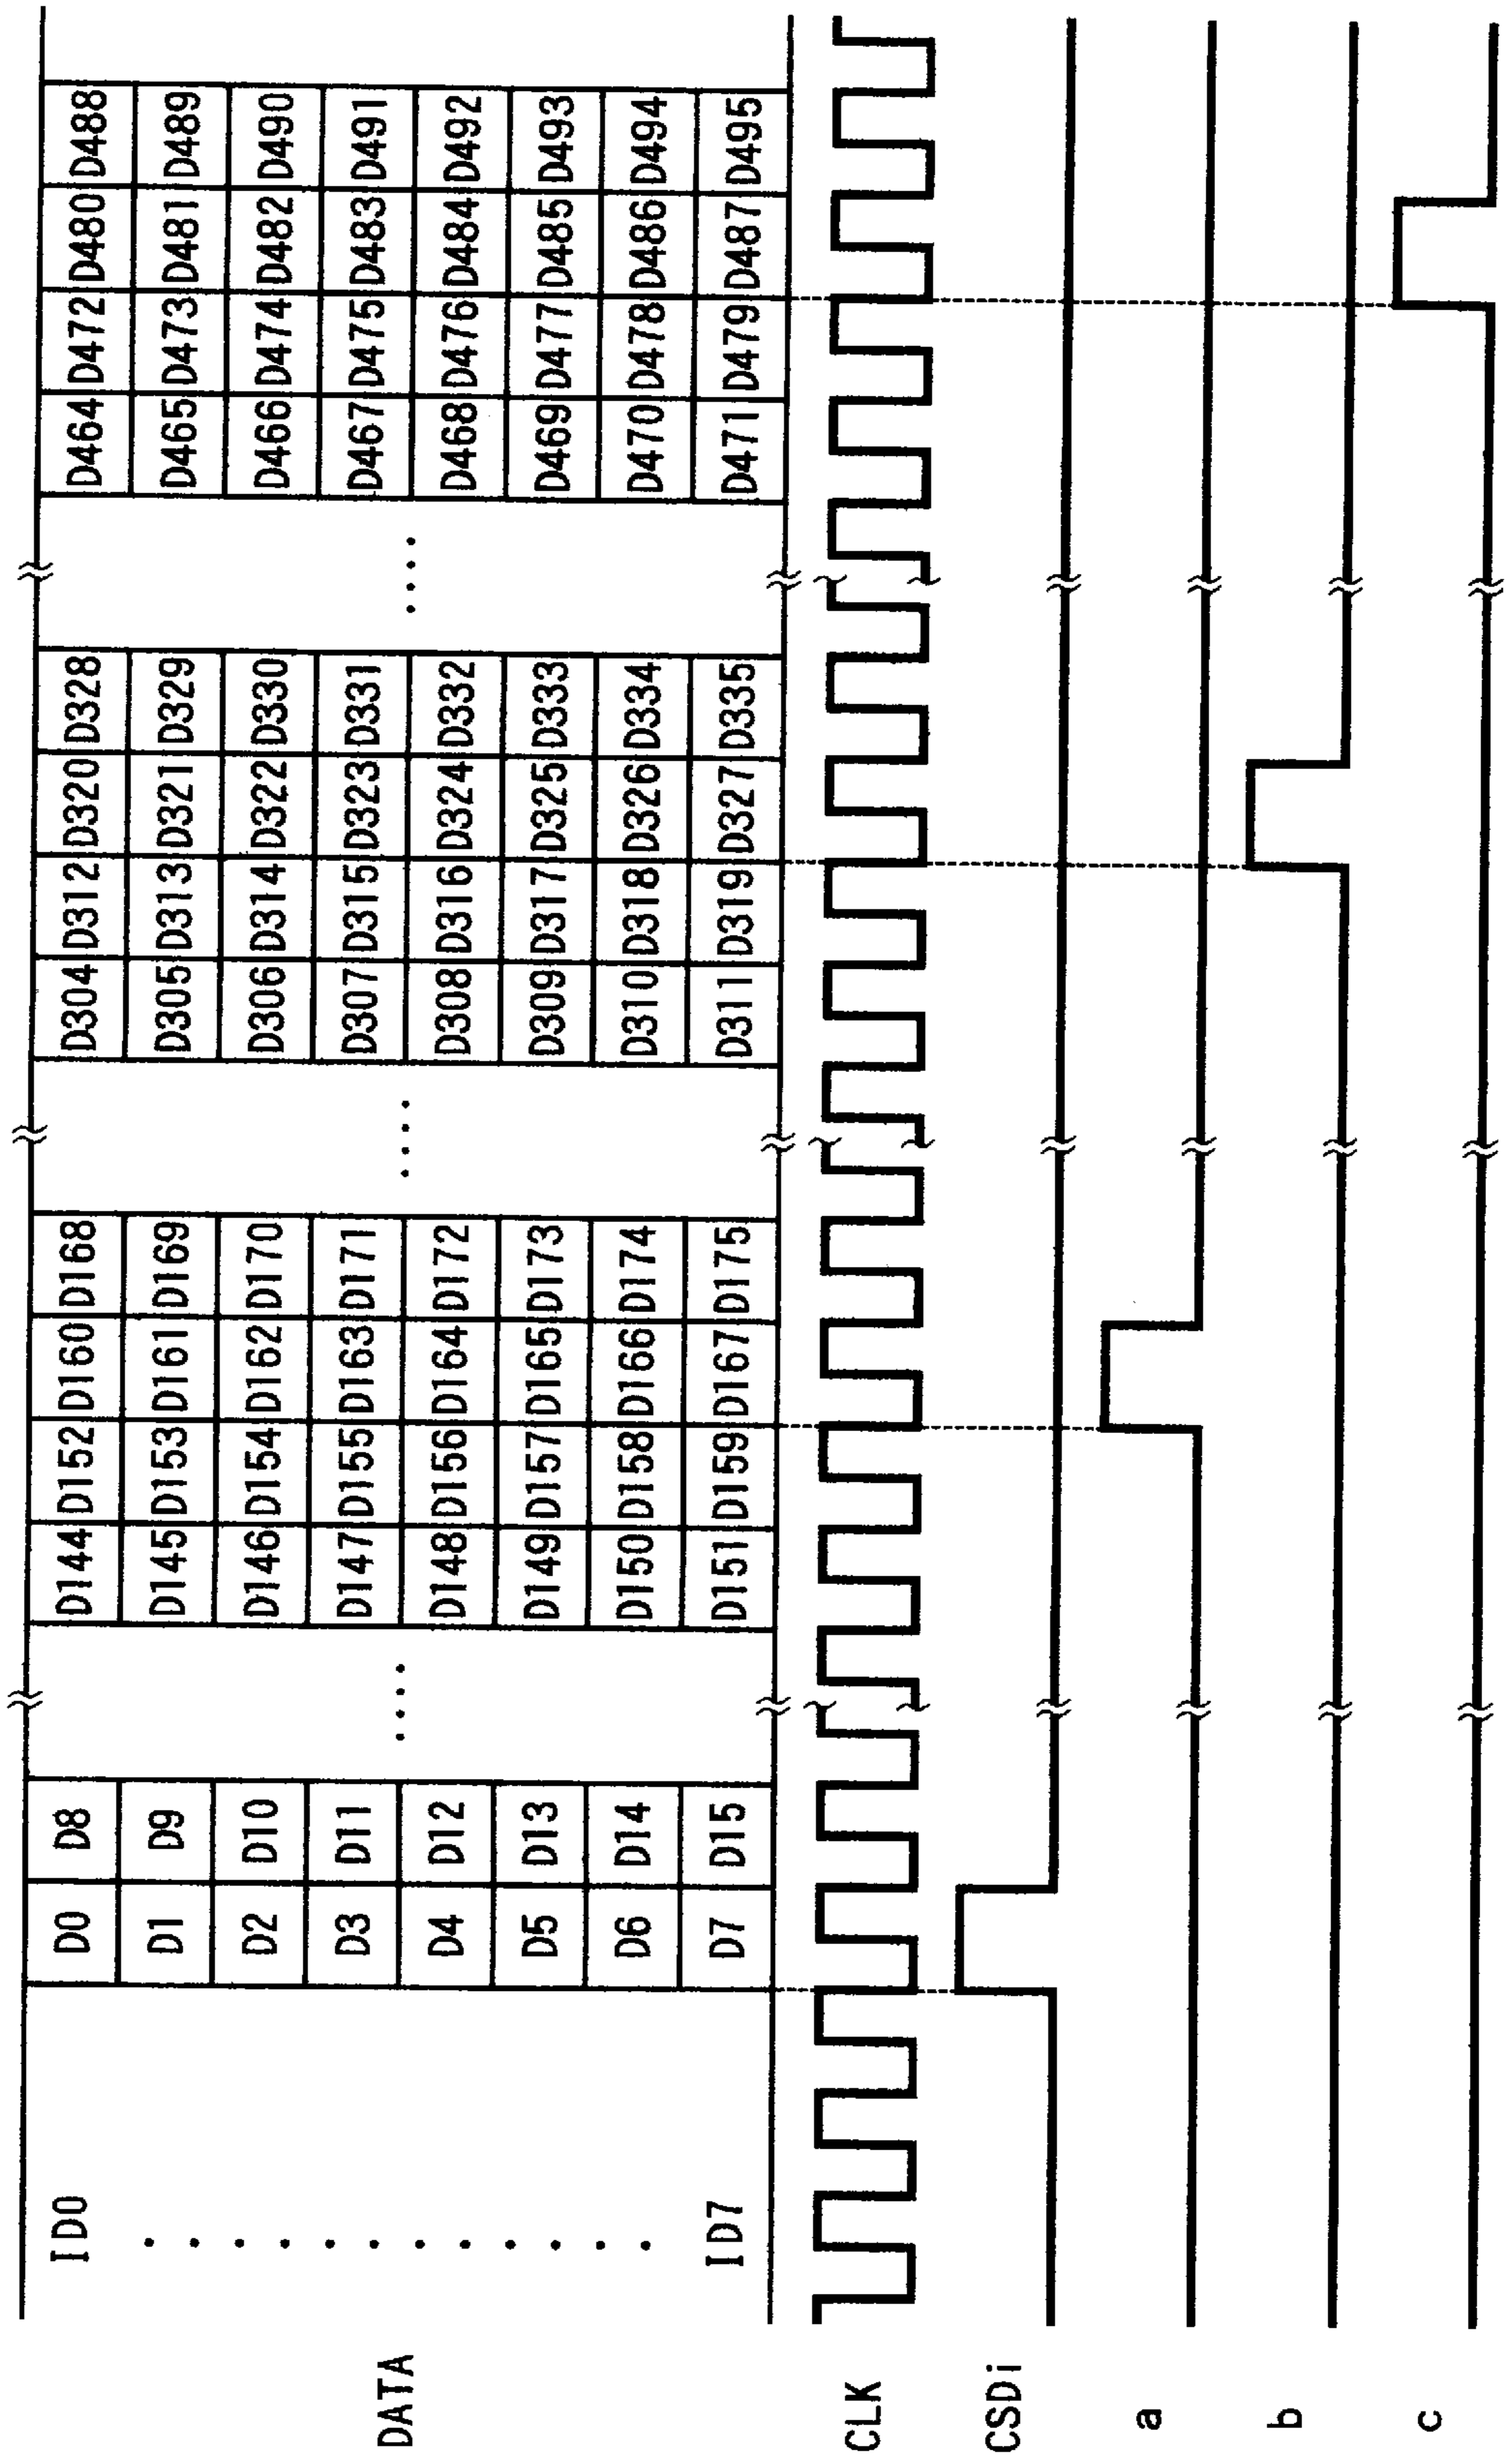 DATA
ID0 D0 D8 D144 D152 D160 D168 D304 D312 D320 D328 D464 D472 D480 D488
D1 D9 D145 D153 D161 D169 D305 D313 D321 D329 D465 D473 D481 D489
D2 D10 D146 D154 D162 D170 D306 D314 D322 D330 D466 D474 D482 D490
D3 D11 D147 D155 D163 D171 D307 D315 D323 D331 D467 D475 D483 D491
D4 D12 D148 D156 D164 D172 D308 D316 D324 D332 D468 D476 D484 D492
D5 D13 D149 D157 D165 D173 D309 D317 D325 D333 D469 D477 D485 D493
D6 D14 D150 D158 D166 D174 D310 D318 D326 D334 D470 D478 D486 D494
ID7 D7 D15 D151 D159 D167 D175 D311 D319 D327 D335 D471 D479 D487 D495
CLK
CSDi
a
b
c